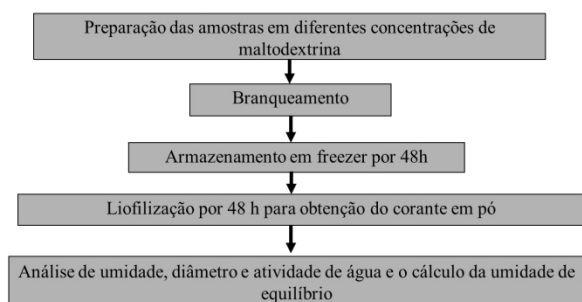 Preparação das amostras em diferentes concentrações de
maltodextrina
Branqueamento
Armazenamento em freezer por 48h
Liofilização por 48 h para obtenção do corante em pó
Análise de umidade, diâmetro e atividade de água e o cálculo da umidade de
equilíbrio